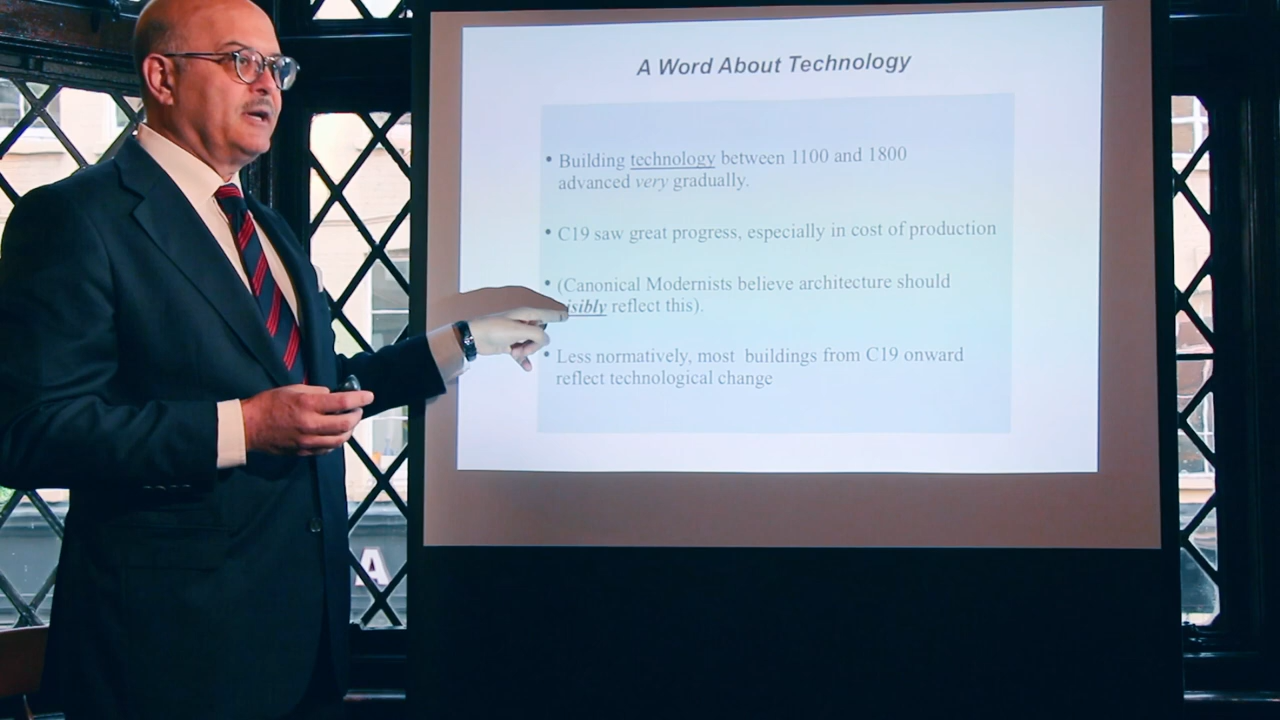 A Word About Technology
• Building technology between 1100 and 1800
advanced very gradually.
• C19 saw great progress, especially in cost of production
• (Canonical Modernists believe architecture should
isibly reflect this).
• Less normatively, most buildings from C19 onward
reflect technological change
A